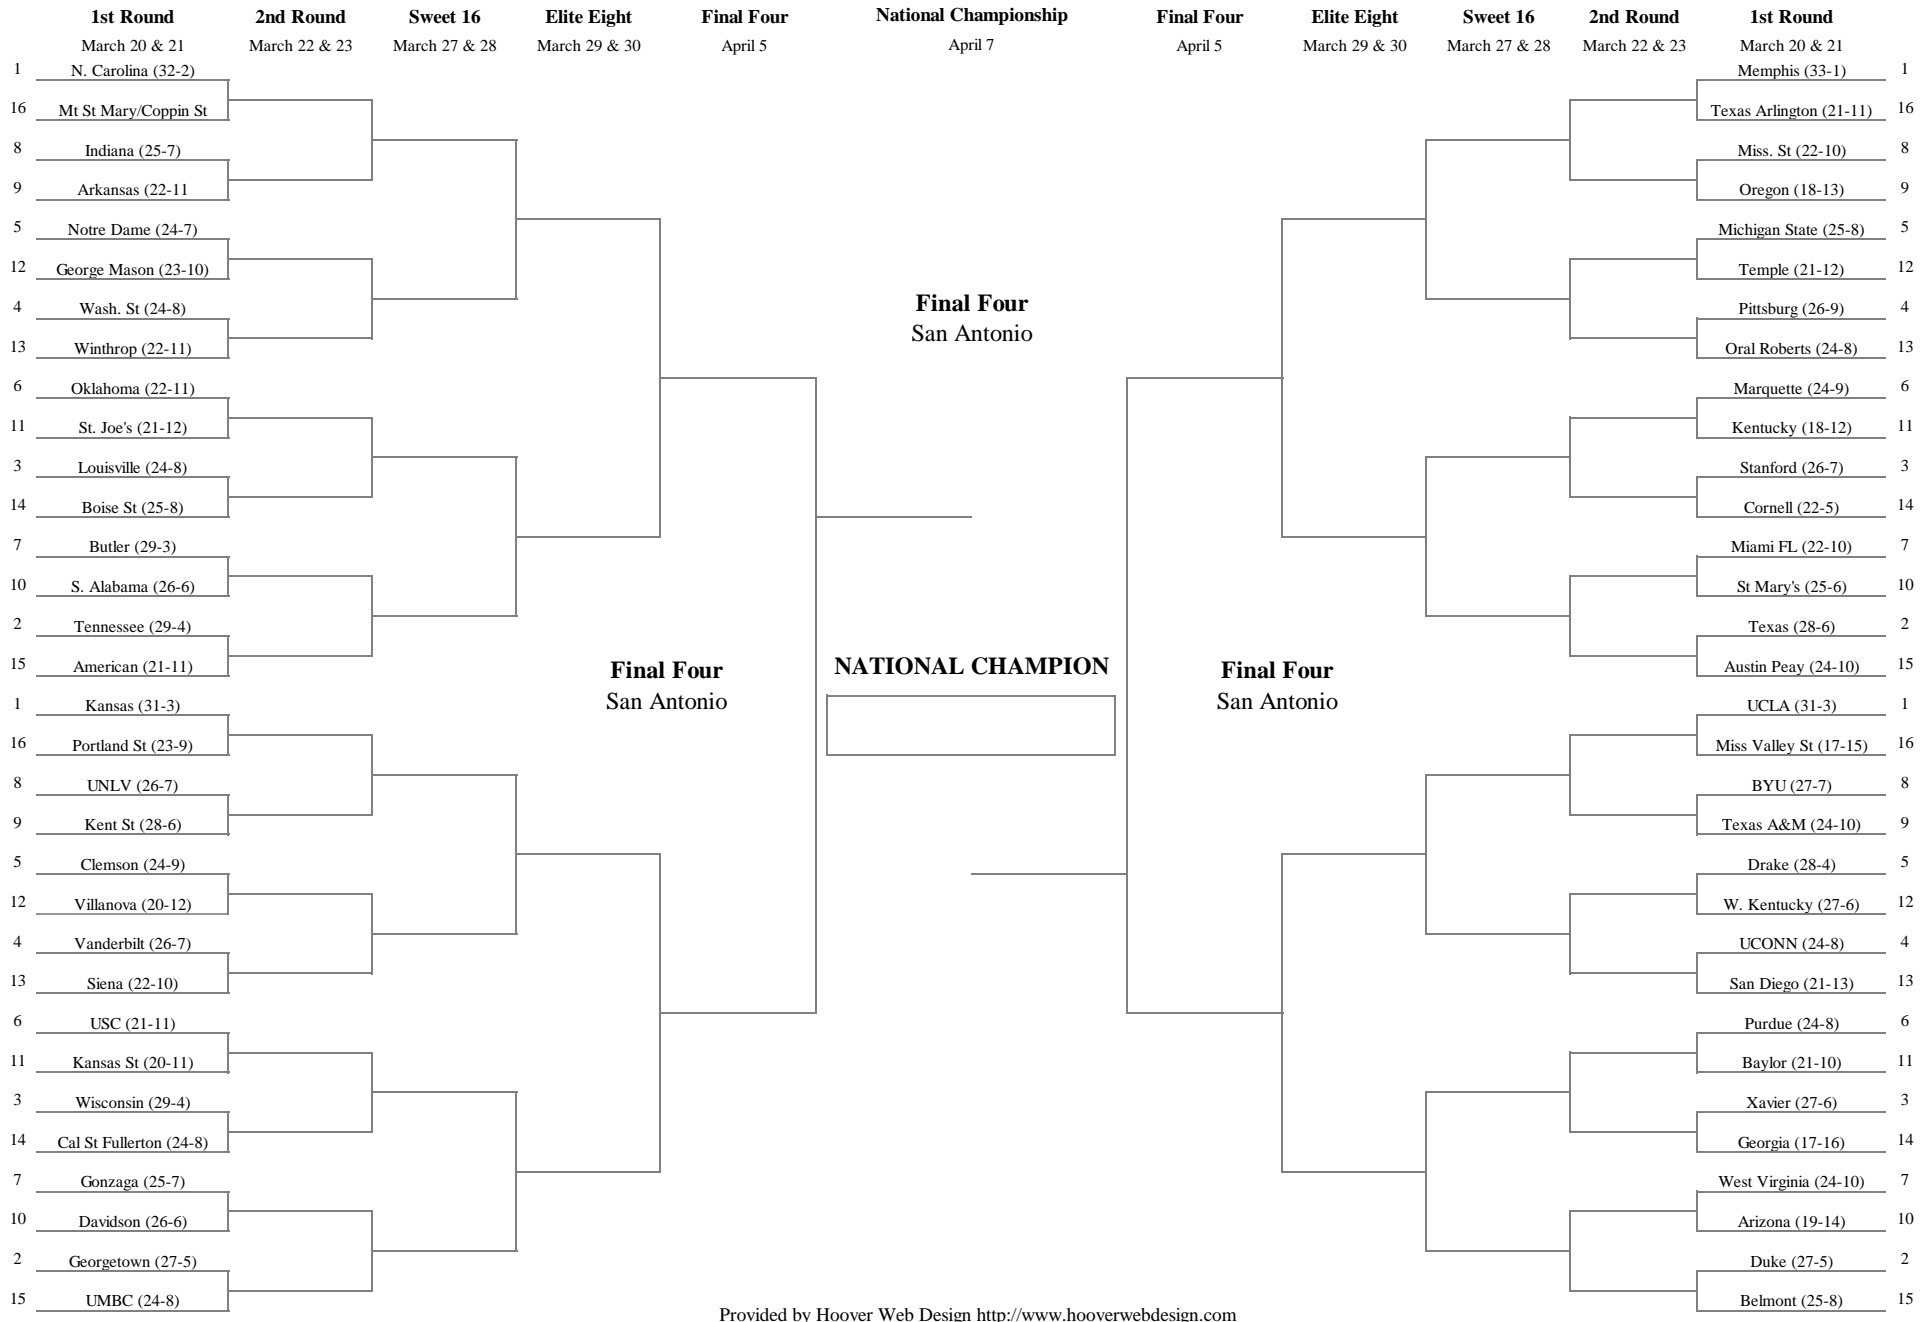 1st Round 2nd Round Sweet 16 Elite Eight Final Four National Championship Final Four Elite Eight Sweet 16 2nd Round 1st Round
March 20 & 21 March 22 & 23 March 27 & 28 March 29 & 30 April 5 April 7 April 5 March 29 & 30 March 27 & 28 March 22 & 23 March 20 & 21
1 N. Carolina (32-2) Memphis (33-1) 1
16 Mt St Mary/Coppin St Texas Arlington (21-11) 16
8 Indiana (25-7) Miss. St (22-10) 8
9 Arkansas (22-11 Oregon (18-13) 9
5 Notre Dame (24-7) Michigan State (25-8) 5
12 George Mason (23-10) Temple (21-12) 12
Final Four
4 Wash. St (24-8) Pittsburg (26-9) 4
San Antonio
13 Winthrop (22-11) Oral Roberts (24-8) 13
6 Oklahoma (22-11) Marquette (24-9) 6
11 St. Joe's (21-12) Kentucky (18-12) 11
3 Louisville (24-8) Stanford (26-7) 3
14 Boise St (25-8) Cornell (22-5) 14
7 Butler (29-3) Miami FL (22-10) 7
10 S. Alabama (26-6) St Mary's (25-6) 10
2 Tennessee (29-4) Texas (28-6) 2
15 American (21-11) Final Four NATIONAL CHAMPION Final Four Austin Peay (24-10) 15
1 Kansas (31-3) San Antonio San Antonio UCLA (31-3) 1
16 Portland St (23-9) Miss Valley St (17-15) 16
8 UNLV (26-7) BYU (27-7) 8
9 Kent St (28-6) Texas A&M (24-10) 9
5 Clemson (24-9) Drake (28-4) 5
12 Villanova (20-12) W. Kentucky (27-6) 12
4 Vanderbilt (26-7) UCONN (24-8) 4
13 Siena (22-10) San Diego (21-13) 13
6 USC (21-11) Purdue (24-8) 6
11 Kansas St (20-11) Baylor (21-10) 11
3 Wisconsin (29-4) Xavier (27-6) 3
14 Cal St Fullerton (24-8) Georgia (17-16) 14
7 Gonzaga (25-7) West Virginia (24-10) 7
10 Davidson (26-6) Arizona (19-14) 10
2 Georgetown (27-5) Duke (27-5) 2
15 UMBC (24-8) Belmont (25-8) 15
Provided by Hoover Web Design http://www.hooverwebdesign.com